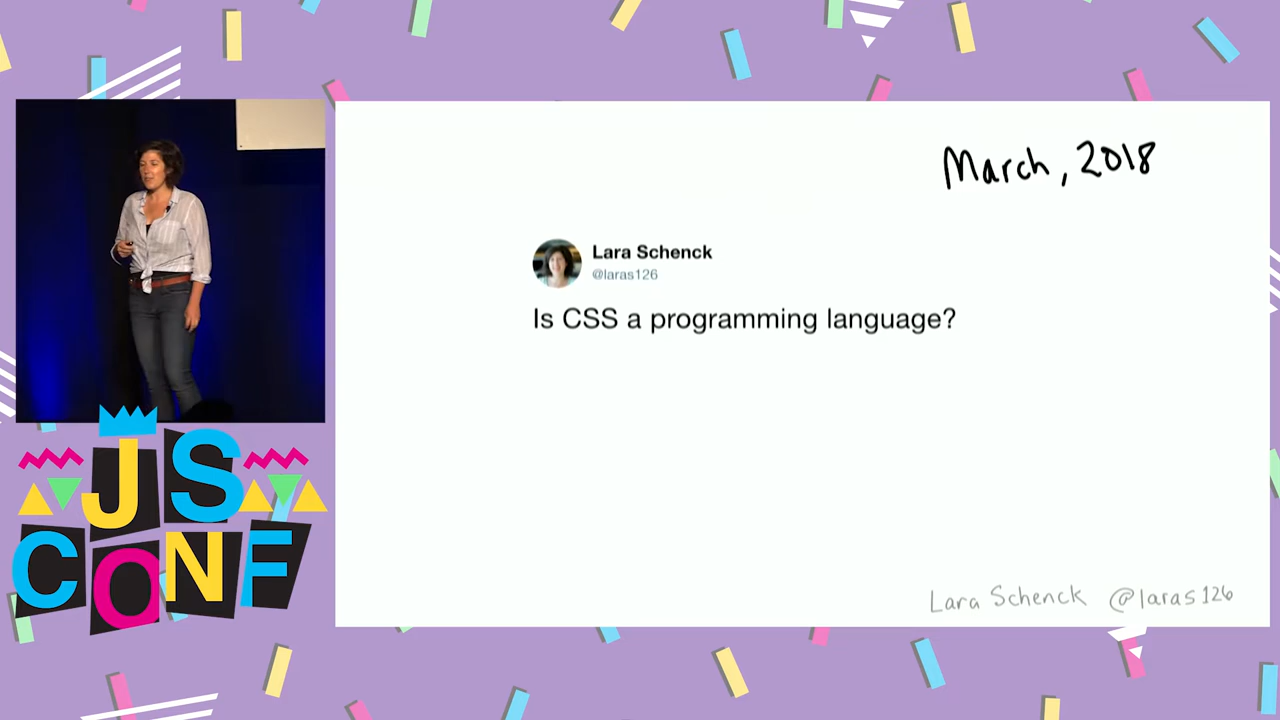 March, 2018
Lara Schenck
@laras126
Is CSS a programming language?
Lara Schenck @laras126
JS
CONF